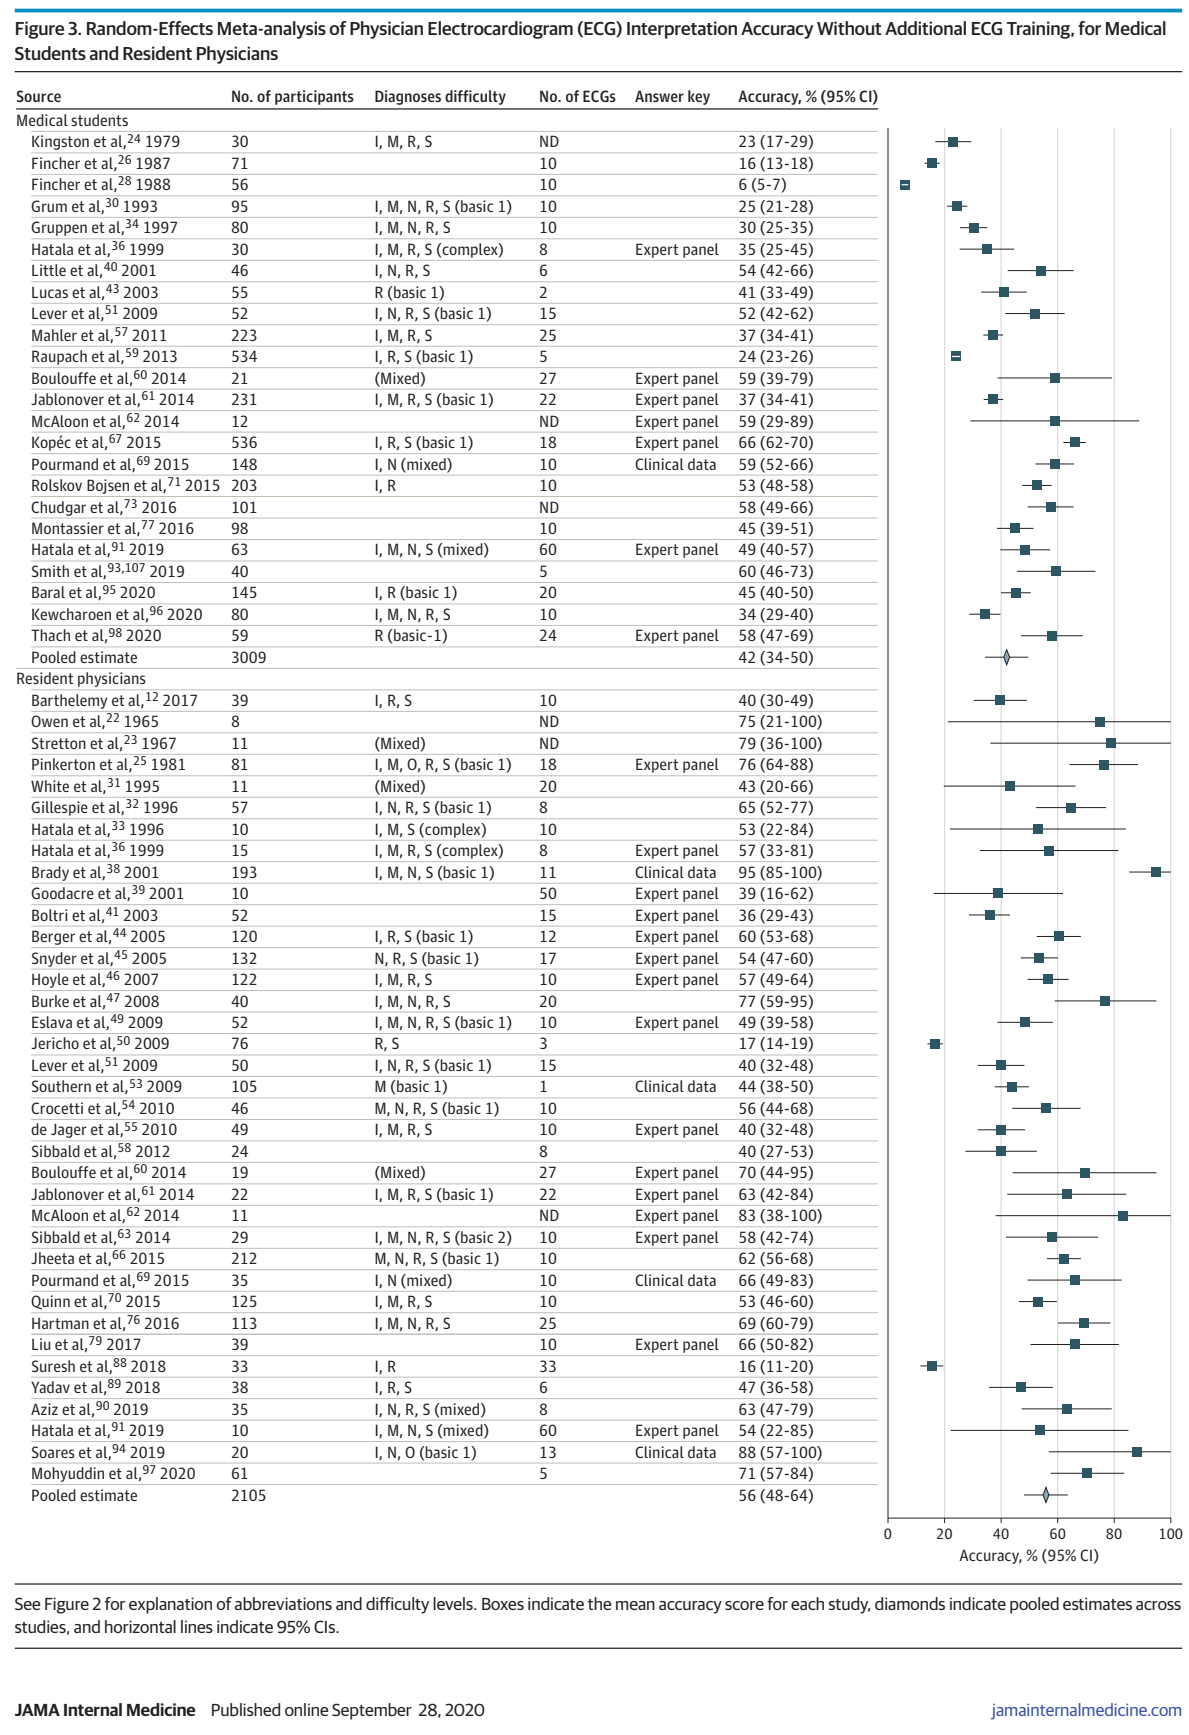 Figure 3. Random-Effects Meta-analysis of Physician Electrocardiogram (ECG) Interpretation Accuracy Without Additional ECG Training, for Medical
Students and Resident Physicians
Source No. of participants Diagnoses difficulty No. of ECGs Answer key Accuracy, % (95% CI)
Medical students
Kingston et al,24 1979 30 I, M, R, S ND 23 (17-29)
Fincher et al,26 1987 71 10 16 (13-18)
Fincher et al,28 1988 56 10 6 (5-7)
Grum et al,30 1993 95 I, M, N, R, S (basic 1) 10 25 (21-28)
Gruppen et al,34 1997 80 I, M, N, R, S 10 30 (25-35)
Hatala et al,36 1999 30 I, M, R, S (complex) 8 Expert panel 35 (25-45)
Little et al,40 2001 46 I, N, R, S 6 54 (42-66)
Lucas et al,43 2003 55 R (basic 1) 2 41 (33-49)
Lever et al,51 2009 52 I, N, R, S (basic 1) 15 52 (42-62)
Mahler et al,57 2011 223 I, M, R, S 25 37 (34-41)
Raupach et al,59 2013 534 I, R, S (basic 1) 5 24 (23-26)
Boulouffe et al,60 2014 21 (Mixed) 27 Expert panel 59 (39-79)
Jablonover et al,61 2014 231 I, M, R, S (basic 1) 22 Expert panel 37 (34-41)
McAloon et al,62 2014 12 ND Expert panel 59 (29-89)
Kopéc et al,67 2015 536 I, R, S (basic 1) 18 Expert panel 66 (62-70)
Pourmand et al,69 2015 148 I, N (mixed) 10 Clinical data 59 (52-66)
Rolskov Bojsen et al,71 2015 203 I, R 10 53 (48-58)
Chudgar et al,73 2016 101 ND 58 (49-66)
Montassier et al,77 2016 98 10 45 (39-51)
Hatala et al,91 2019 63 I, M, N, S (mixed) 60 Expert panel 49 (40-57)
Smith et al,93,107 2019 40 5 60 (46-73)
Baral et al,95 2020 145 I, R (basic 1) 20 45 (40-50)
Kewcharoen et al,96 2020 80 I, M, N, R, S 10 34 (29-40)
Thach et al,98 2020 59 R (basic-1) 24 Expert panel 58 (47-69)
Pooled estimate 3009 42 (34-50)
Resident physicians
Barthelemy et al,12 2017 39 I, R, S 10 40 (30-49)
Owen et al,22 1965 8 ND 75 (21-100)
Stretton et al,23 1967 11 (Mixed) ND 79 (36-100)
Pinkerton et al,25 1981 81 I, M, O, R, S (basic 1) 18 Expert panel 76 (64-88)
White et al,31 1995 11 (Mixed) 20 43 (20-66)
Gillespie et al,32 1996 57 I, N, R, S (basic 1) 8 65 (52-77)
Hatala et al,33 1996 10 I, M, S (complex) 10 53 (22-84)
Hatala et al,36 1999 15 I, M, R, S (complex) 8 Expert panel 57 (33-81)
Brady et al,38 2001 193 I, M, N, S (basic 1) 11 Clinical data 95 (85-100)
Goodacre et al,39 2001 10 50 Expert panel 39 (16-62)
Boltri et al,41 2003 52 15 Expert panel 36 (29-43)
Berger et al,44 2005 120 I, R, S (basic 1) 12 Expert panel 60 (53-68)
Snyder et al,45 2005 132 N, R, S (basic 1) 17 Expert panel 54 (47-60)
Hoyle et al,46 2007 122 I, M, R, S 10 Expert panel 57 (49-64)
Burke et al,47 2008 40 I, M, N, R, S 20 77 (59-95)
Eslava et al,49 2009 52 I, M, N, R, S (basic 1) 10 Expert panel 49 (39-58)
Jericho et al,50 2009 76 R, S 3 17 (14-19)
Lever et al,51 2009 50 I, N, R, S (basic 1) 15 40 (32-48)
Southern et al,53 2009 105 M (basic 1) 1 Clinical data 44 (38-50)
Crocetti et al,54 2010 46 M, N, R, S (basic 1) 10 56 (44-68)
de Jager et al,55 2010 49 I, M, R, S 10 Expert panel 40 (32-48)
Sibbald et al,58 2012 24 8 40 (27-53)
Boulouffe et al,60 2014 19 (Mixed) 27 Expert panel 70 (44-95)
Jablonover et al,61 2014 22 I, M, R, S (basic 1) 22 Expert panel 63 (42-84)
McAloon et al,62 2014 11 ND Expert panel 83 (38-100)
Sibbald et al,63 2014 29 I, M, N, R, S (basic 2) 10 Expert panel 58 (42-74)
Jheeta et al,66 2015 212 M, N, R, S (basic 1) 10 62 (56-68)
Pourmand et al,69 2015 35 I, N (mixed) 10 Clinical data 66 (49-83)
Quinn et al,70 2015 125 I, M, R, S 10 53 (46-60)
Hartman et al,76 2016 113 I, M, N, R, S 25 69 (60-79)
Liu et al,79 2017 39 10 Expert panel 66 (50-82)
Suresh et al,88 2018 33 I, R 33 16 (11-20)
Yadav et al,89 2018 38 I, R, S 6 47 (36-58)
Aziz et al,90 2019 35 I, N, R, S (mixed) 8 63 (47-79)
Hatala et al,91 2019 10 I, M, N, S (mixed) 60 Expert panel 54 (22-85)
Soares et al,94 2019 20 I, N, O (basic 1) 13 Clinical data 88 (57-100)
Mohyuddin et al,97 2020 61 5 71 (57-84)
Pooled estimate 2105 56 (48-64)
0 20 40 60 80 100
Accuracy, % (95% CI)
See Figure 2 for explanation of abbreviations and difficulty levels. Boxes indicate the mean accuracy score for each study, diamonds indicate pooled estimates across
studies, and horizontal lines indicate 95% CIs.
JAMA Internal Medicine Published online September 28, 2020 jamainternalmedicine.com